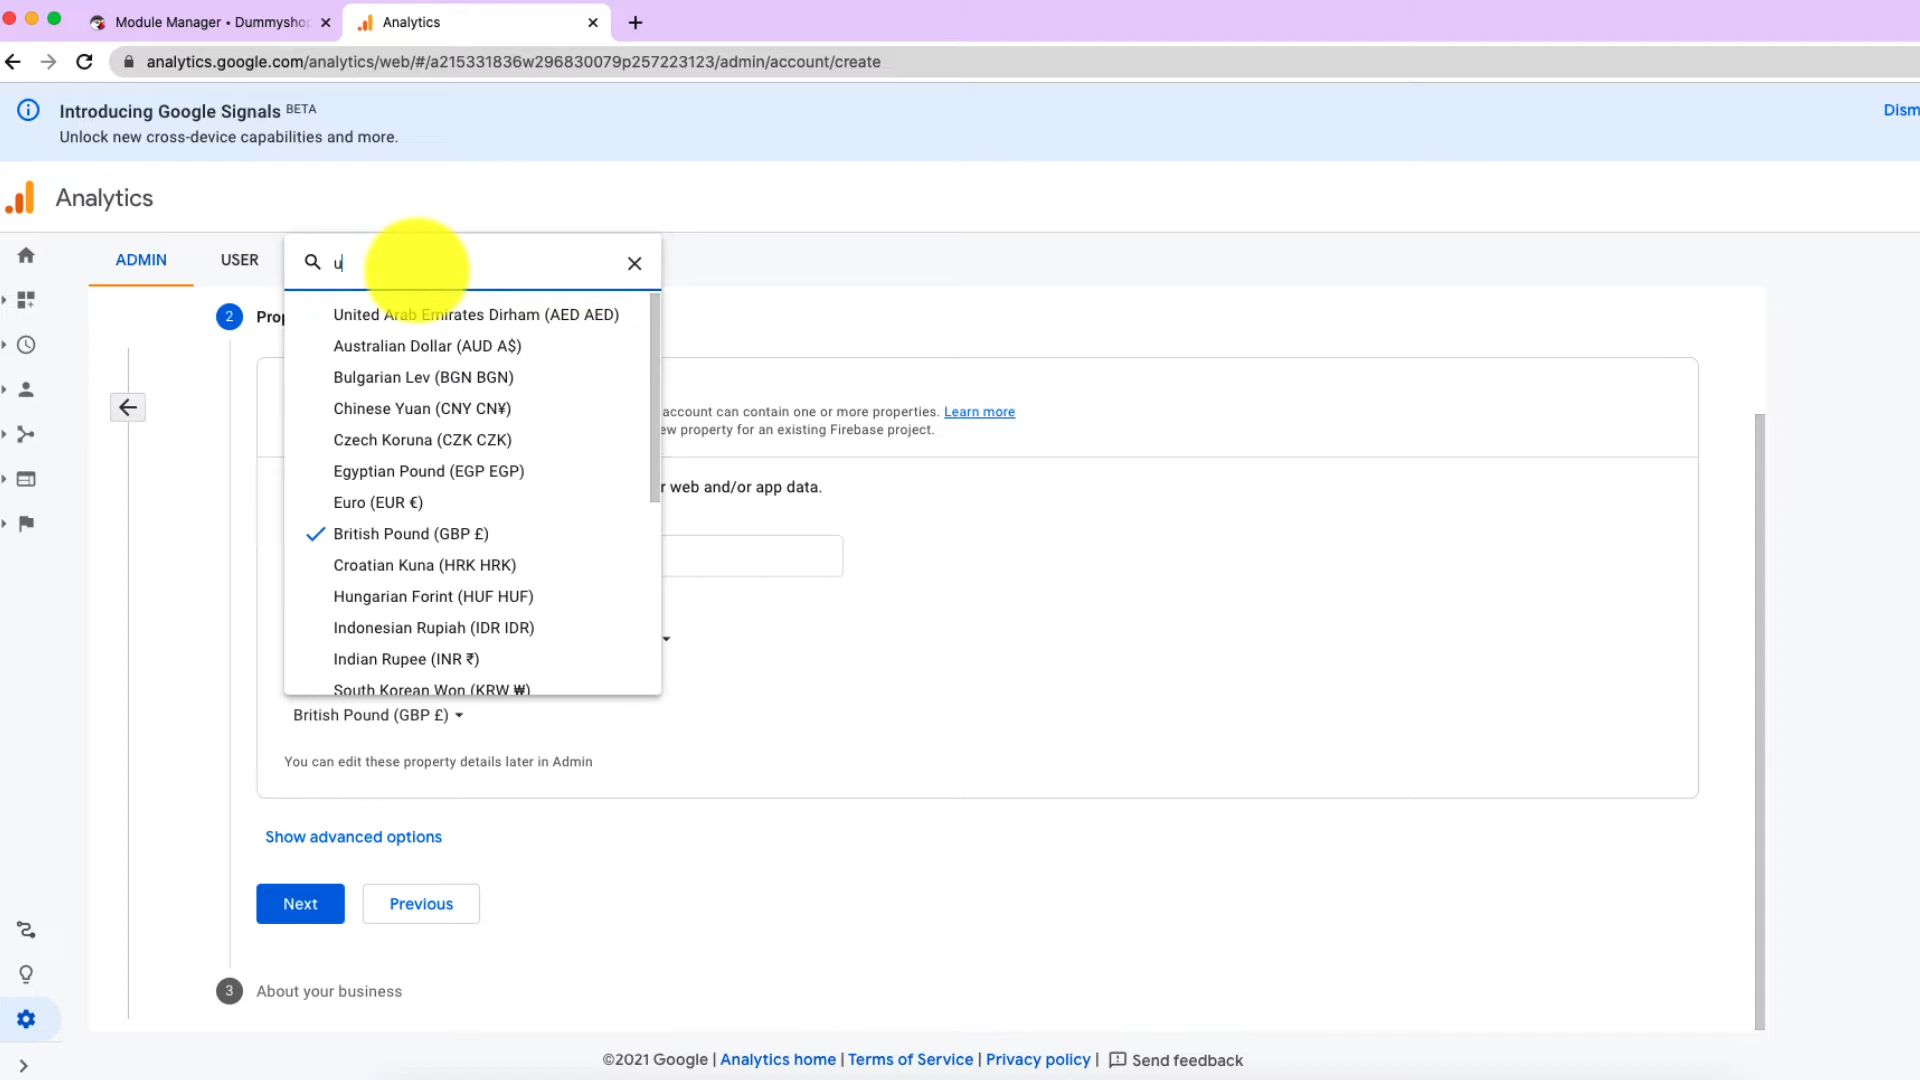 Module Manager • Dummyshop
Analytics
analytics.google.com/analytics/web/#/a215331836w296830079p257223123/admin/account/create
Introducing Google Signals BETA
Dism
Unlock new cross-device capabilities and more.
Analytics
ADMIN
USER
u
2 Prop
United Arab Emirates Dirham (AED AED)
Australian Dollar (AUD A$)
Bulgarian Lev (BGN BGN)
Chinese Yuan (CNY CN¥)
Czech Koruna (CZK CZK)
Egyptian Pound (EGP EGP)
Euro (EUR €)
British Pound (GBP £)
Croatian Kuna (HRK HRK)
Hungarian Forint (HUF HUF)
Indonesian Rupiah (IDR IDR)
Indian Rupee (INR ₹)
South Korean Won (KRW ₩)
account can contain one or more properties. Learn more
ew property for an existing Firebase project.
r web and/or app data.
British Pound (GBP £)
You can edit these property details later in Admin
Show advanced options
Next
Previous
3 About your business
©2021 Google | Analytics home | Terms of Service | Privacy policy | Send feedback